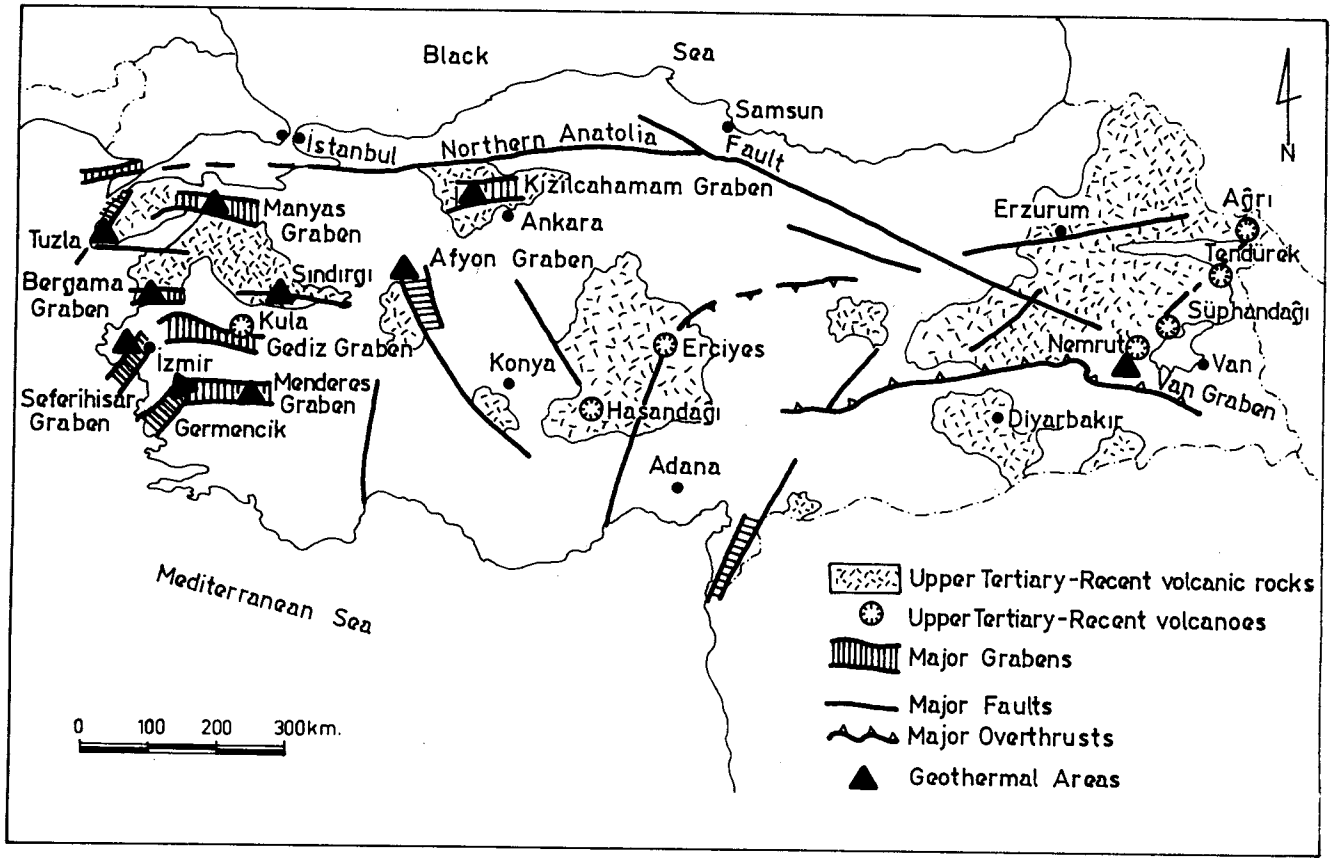 Black Sea
Samsun
İstanbul
Northern Anatolia Fault
Kızılcahamam Graben
Ankara
Manyas
Graben
Tuzla
Erzurum
Ağrı
Tendürek
Afyon Graben
Bergama
Graben
Sındırgı
Süphandağı
Kula
Gediz Graben
Nemrut
Van
Van Graben
İzmir
Konya
Erciyes
Seferihisar
Graben
Menderes
Graben
Germencik
Hasandağı
Diyarbakır
Adana
Mediterranean Sea
N
Upper Tertiary-Recent volcanic rocks
Upper Tertiary-Recent volcanoes
Major Grabens
Major Faults
Major Overthrusts
Geothermal Areas
0 100 200 300km.